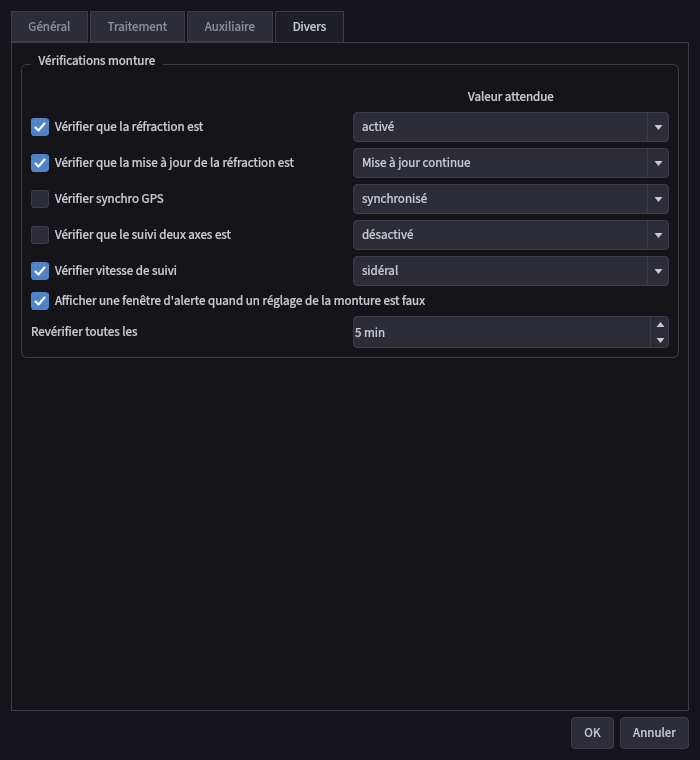 Général Traitement Auxiliaire Divers
Vérifications monture
Valeur attendue
Vérifier que la réfraction est activé
Vérifier que la mise à jour de la réfraction est Mise à jour continue
Vérifier synchro GPS synchronisé
Vérifier que le suivi deux axes est désactivé
Vérifier vitesse de suivi sidéral
Afficher une fenêtre d'alerte quand un réglage de la monture est faux
Revérifier toutes les 5 min
OK Annuler